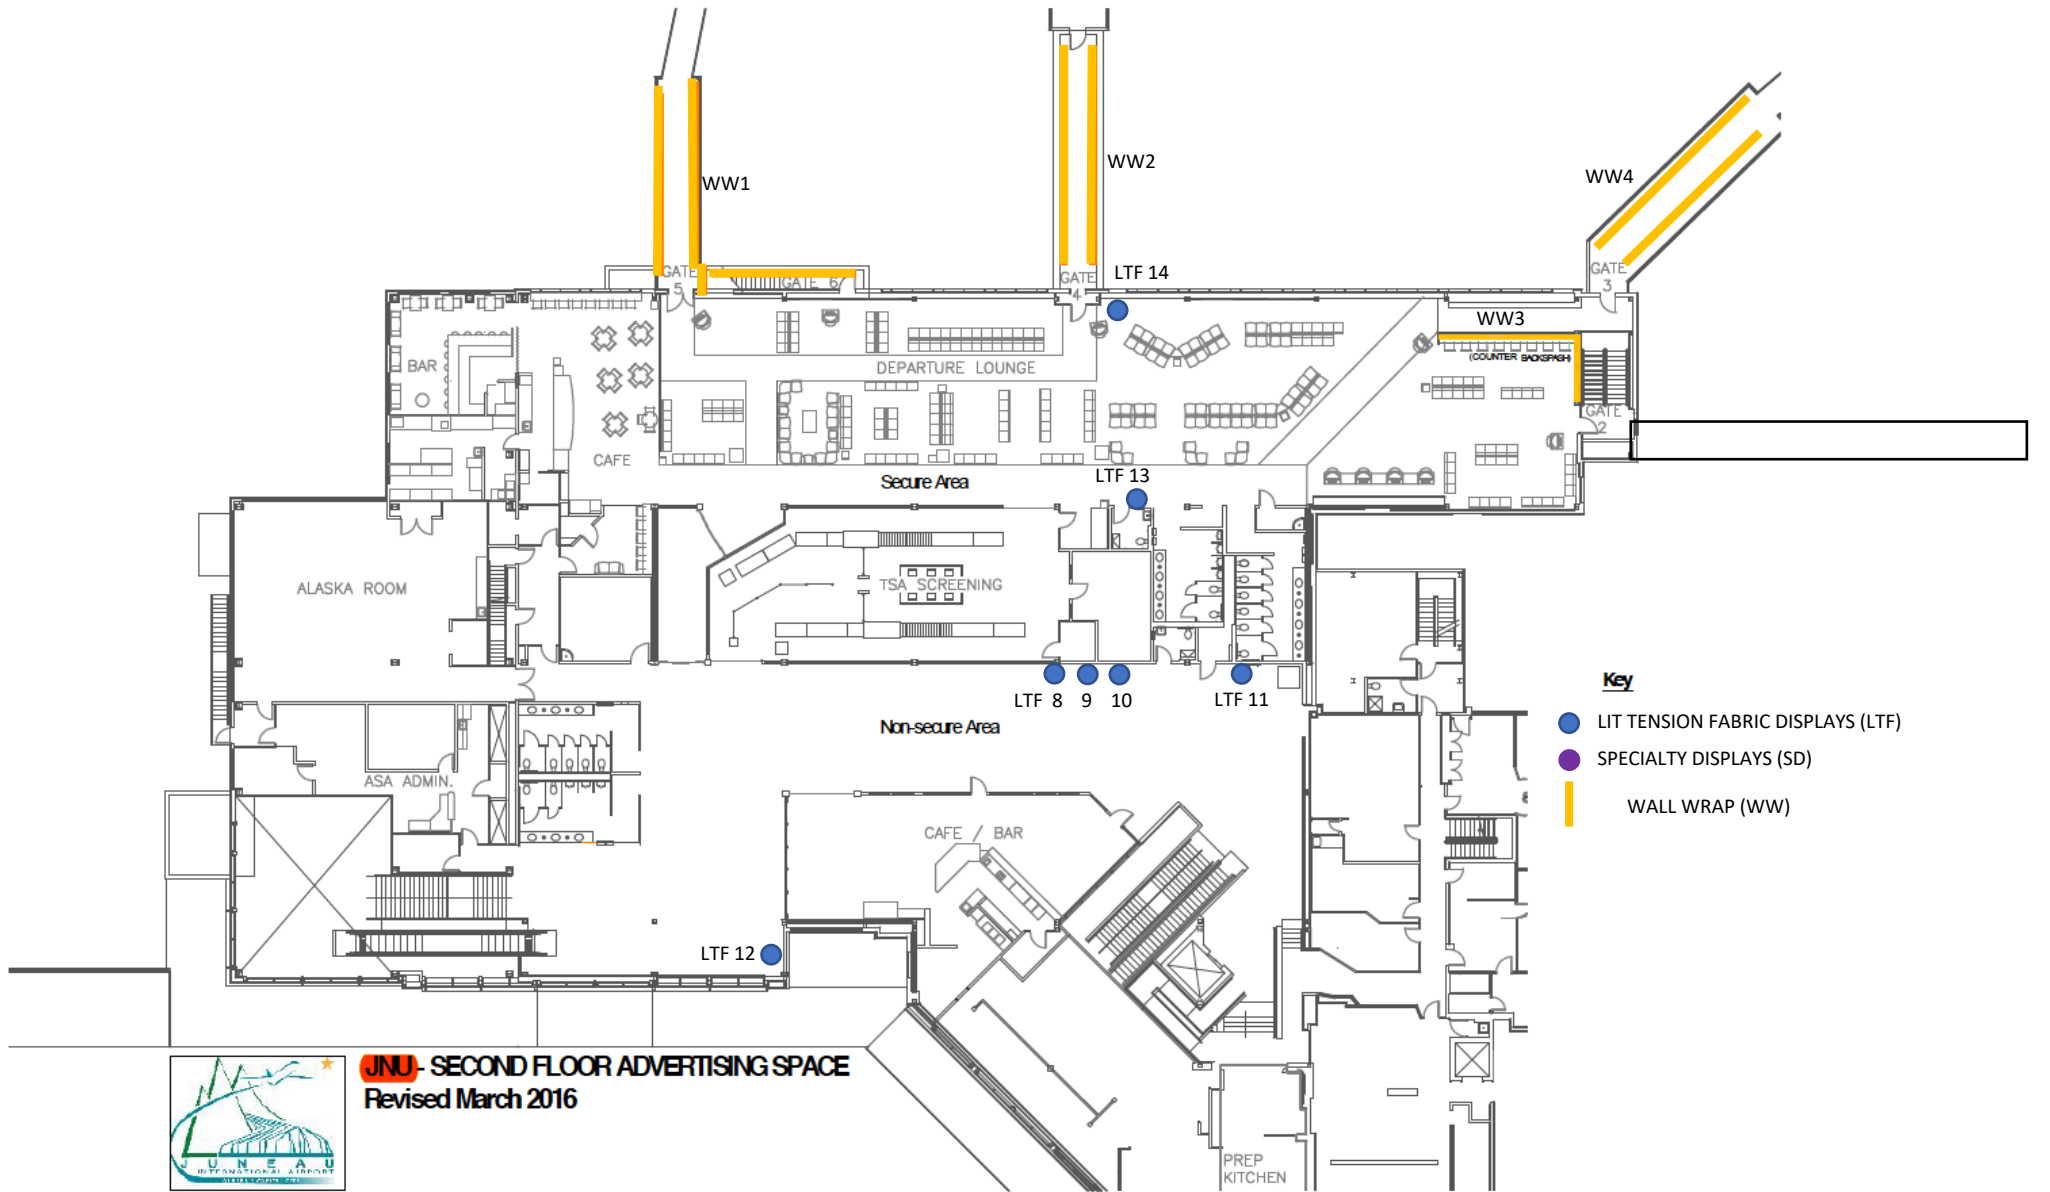 WW1
WW2
WW4
GATE
5
GATE 6
GATE
4
LTF 14
GATE
3
WW3
(COUNTER BACKSPASH)
BAR
DEPARTURE LOUNGE
GATE
2
CAFE
Secure Area
LTF 13
ALASKA ROOM
TSA SCREENING
LTF 8 9 10
LTF 11
Non-secure Area
Key
LIT TENSION FABRIC DISPLAYS (LTF)
SPECIALTY DISPLAYS (SD)
WALL WRAP (WW)
ASA ADMIN.
CAFE / BAR
LTF 12
JNU - SECOND FLOOR ADVERTISING SPACE
Revised March 2016
JUNEAU
INTERNATIONAL AIRPORT
PREP
KITCHEN